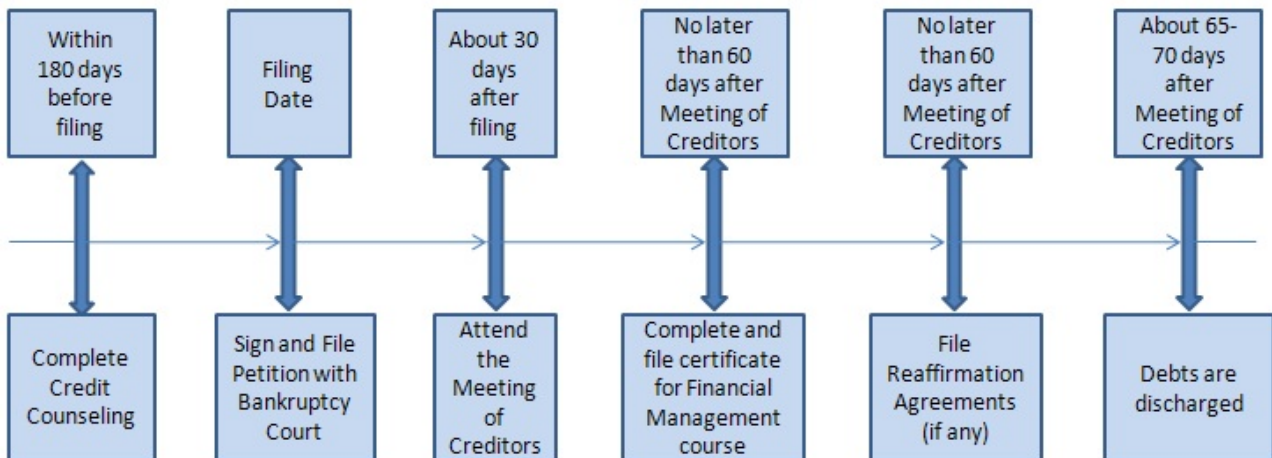 Within
180 days
before
filing
Filing
Date
About 30
days
after
filing
No later
than 60
days after
Meeting of
Creditors
No later
than 60
days after
Meeting of
Creditors
About 65-
70 days
after
Meeting of
Creditors
Complete
Credit
Counseling
Sign and File
Petition with
Bankruptcy
Court
Attend
the
Meeting
of
Creditors
Complete and
file certificate
for Financial
Management
course
File
Reaffirmation
Agreements
(if any)
Debts are
discharged